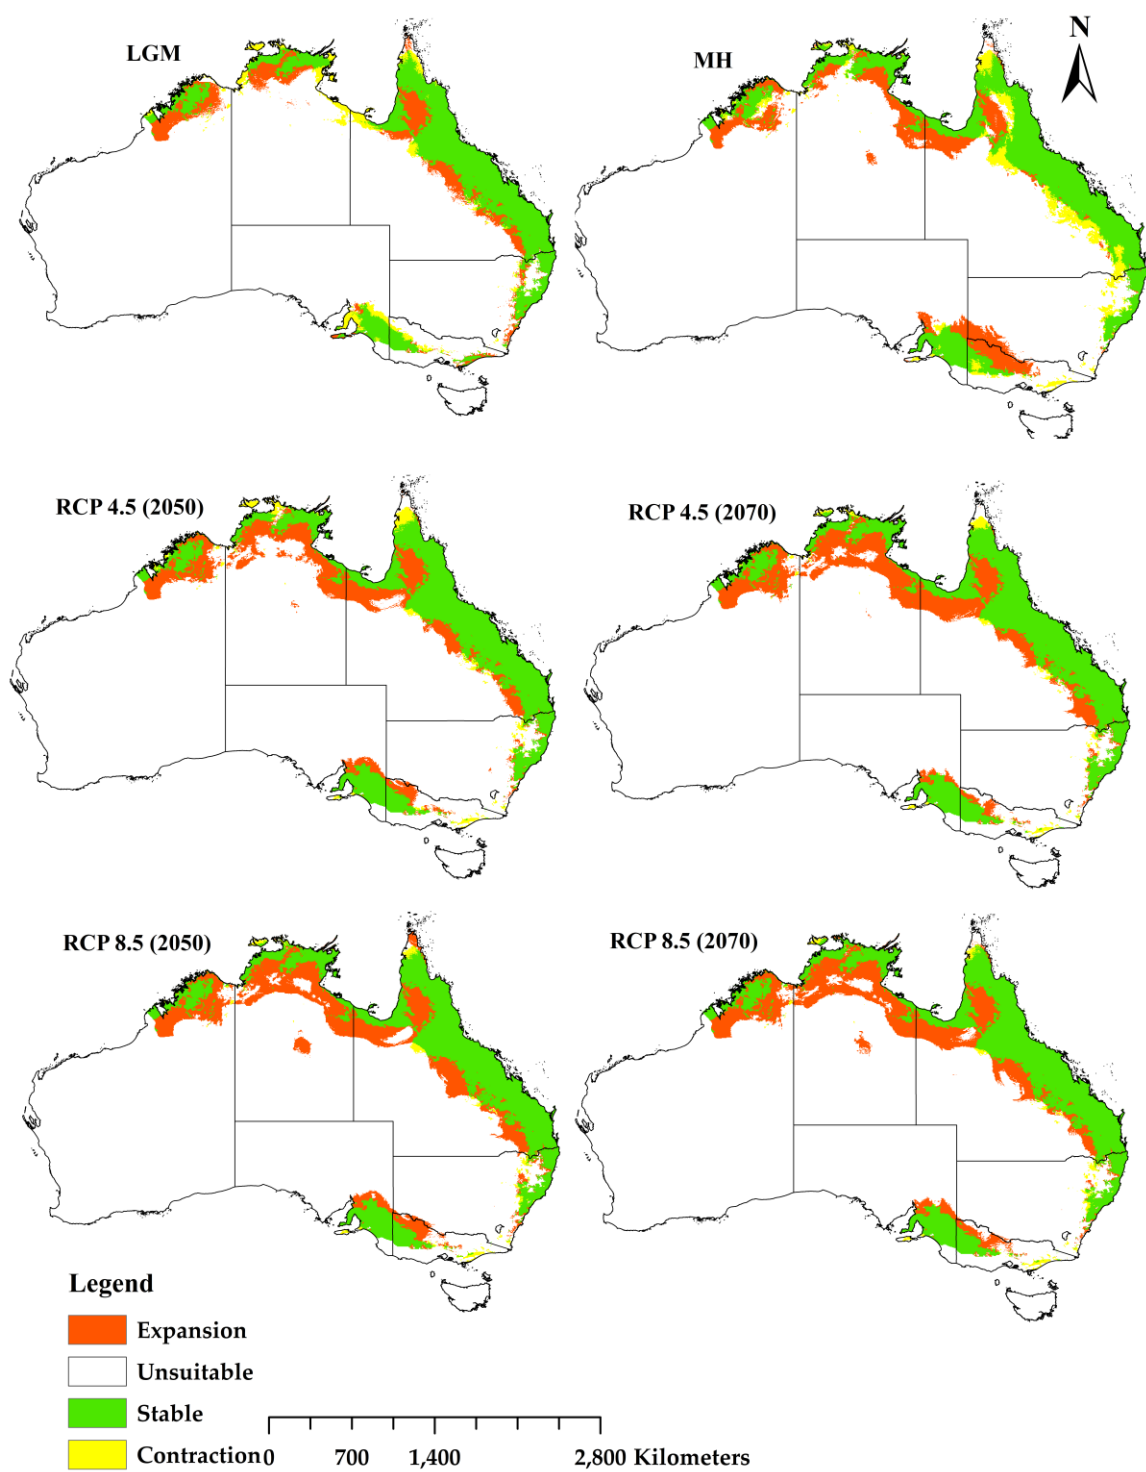 N
LGM
MH
RCP 4.5 (2050)
RCP 4.5 (2070)
RCP 8.5 (2050)
RCP 8.5 (2070)
Legend
Expansion
Unsuitable
Stable
Contraction
0 700 1,400 2,800 Kilometers